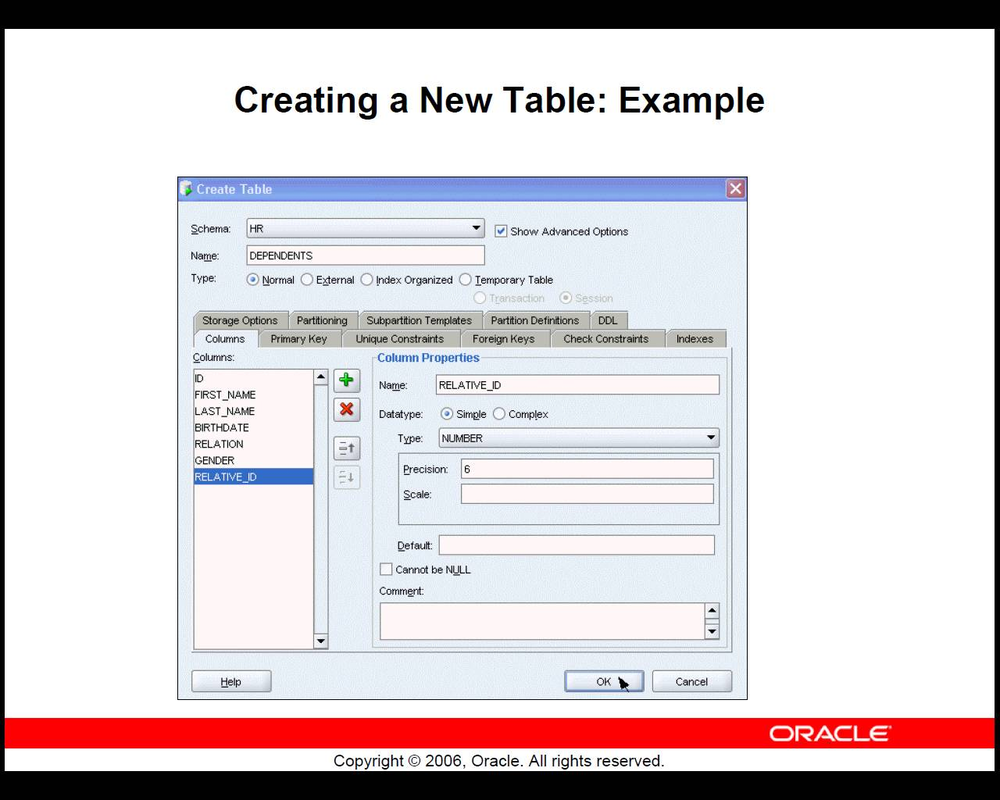 Creating a New Table: Example
Create Table
Schema: HR Show Advanced Options
Name: DEPENDENTS
Type: Normal External Index Organized Temporary Table
Transaction Session
Storage Options Partitioning Subpartition Templates Partition Definitions DDL
Columns Primary Key Unique Constraints Foreign Keys Check Constraints Indexes
Columns:
ID
FIRST_NAME
LAST_NAME
BIRTHDATE
RELATION
GENDER
RELATIVE_ID
Column Properties
Name: RELATIVE_ID
Datatype: Simple Complex
Type: NUMBER
Precision: 6
Scale:
Default:
Cannot be NULL
Comment:
Help OK Cancel
ORACLE
Copyright © 2006, Oracle. All rights reserved.